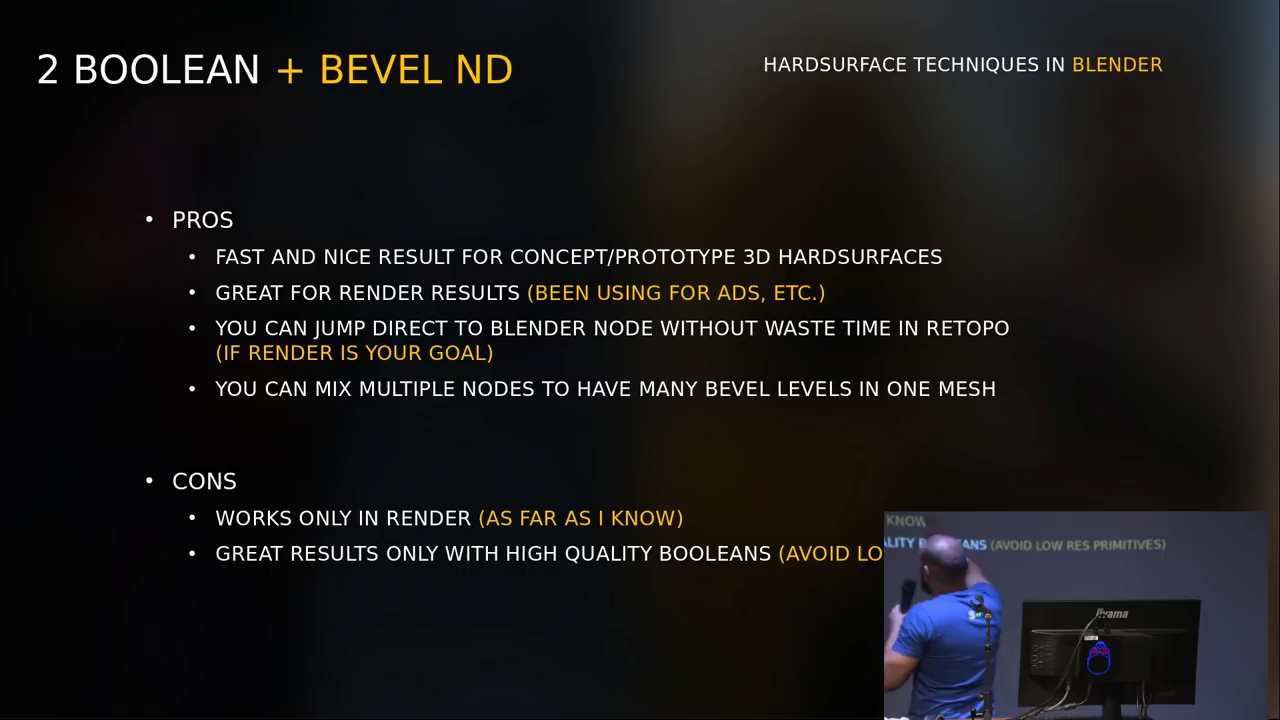 2 BOOLEAN + BEVEL ND
HARDSURFACE TECHNIQUES IN BLENDER
• PROS
• FAST AND NICE RESULT FOR CONCEPT/PROTOTYPE 3D HARDSURFACES
• GREAT FOR RENDER RESULTS (BEEN USING FOR ADS, ETC.)
• YOU CAN JUMP DIRECT TO BLENDER NODE WITHOUT WASTE TIME IN RETOPO
(IF RENDER IS YOUR GOAL)
• YOU CAN MIX MULTIPLE NODES TO HAVE MANY BEVEL LEVELS IN ONE MESH
• CONS
• WORKS ONLY IN RENDER (AS FAR AS I KNOW)
• GREAT RESULTS ONLY WITH HIGH QUALITY BOOLEANS (AVOID LO
KNOW
ALITY BOOLEANS (AVOID LOW RES PRIMITIVES)
iiyama